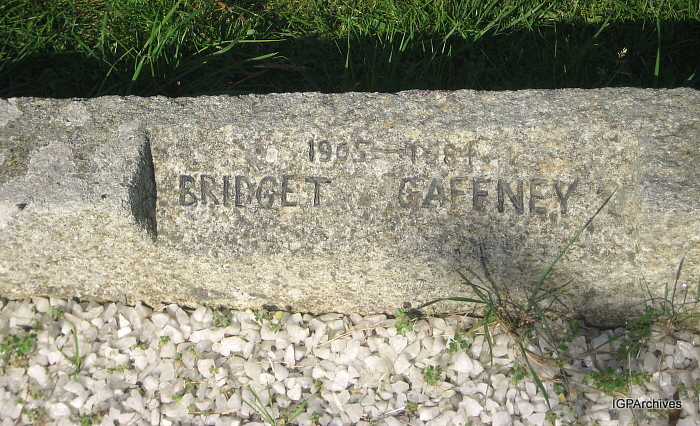 1905 – 1984
BRIDGET GAFFNEY
IGPArchives